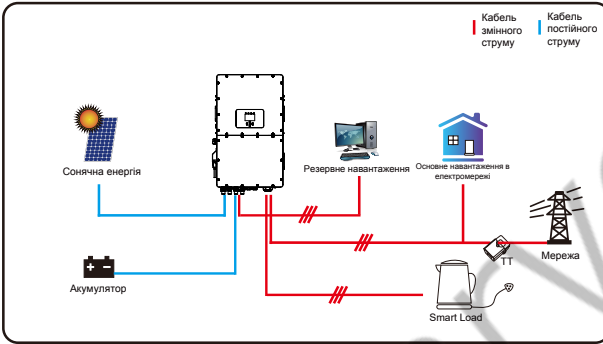 Кабель
змінного
струму
Кабель
постійного
струму
Сонячна енергія
Резервне навантаження
Основне навантаження в
електромережі
Акумулятор
ТТ
Мережа
Smart Load